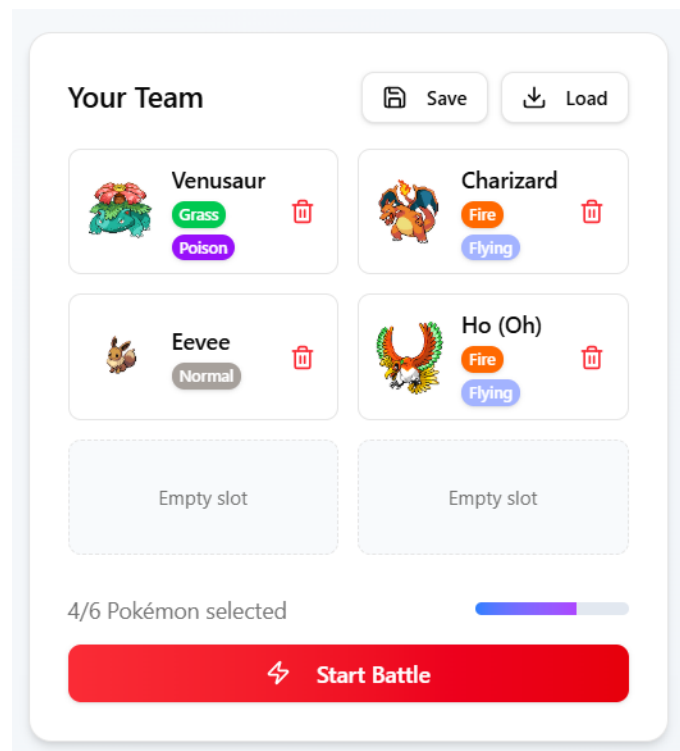 Your Team
Save
Load
Venusaur
Grass
Poison
Charizard
Fire
Flying
Eevee
Normal
Ho (Oh)
Fire
Flying
Empty slot
Empty slot
4/6 Pokémon selected
Start Battle